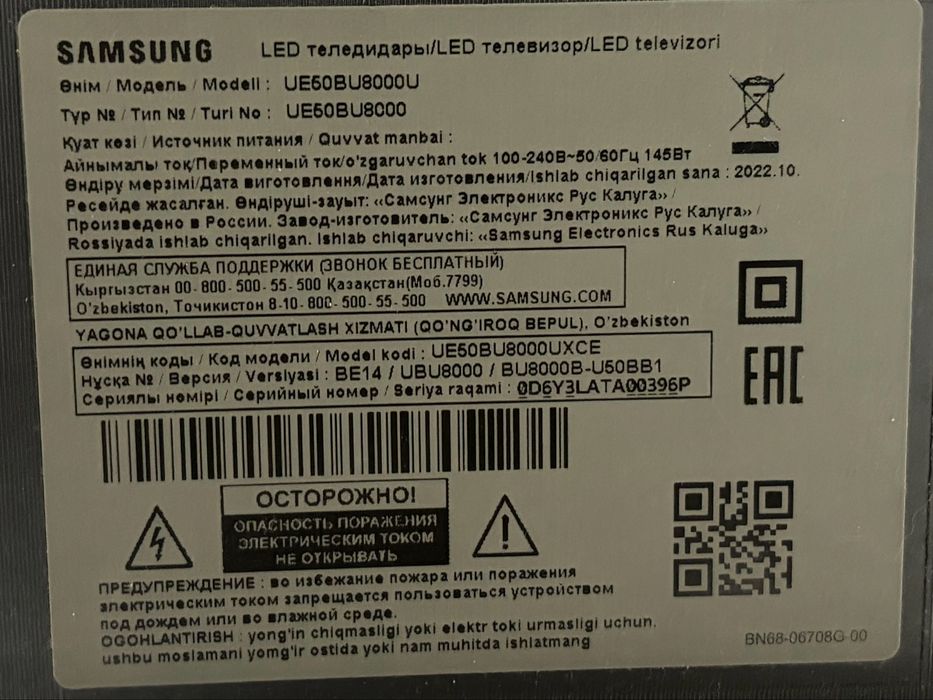 SAMSUNG LED теледидары/LED телевизор/LED televizori
Өнім / Модель / Modeli : UE50BU8000U
Түр № / Тип № / Turi No : UE50BU8000
Қуат көзі / Источник питания / Quvvat manbai :
Айнымалы ток/Переменный ток/o'zgaruvchan tok 100-240В~50/60Гц 145Вт
Өндіру мерзімі/Дата виготовлення/Дата изготовления/Ishlab chiqarilgan sana : 2022.10.
Ресейде жасалған. Өндіруші-зауыт: «Самсунг Электроникс Рус Калуга» /
Произведено в России. Завод-изготовитель: «Самсунг Электроникс Рус Калуга» /
Rossiyada ishlab chiqarilgan. Ishlab chiqaruvchi: «Samsung Electronics Rus Kaluga»
ЕДИНАЯ СЛУЖБА ПОДДЕРЖКИ (ЗВОНОК БЕСПЛАТНЫЙ)
Кыргызстан 00-800-500-55-500 Қазақстан(Моб.7799)
O'zbekiston, Точикистон 8-10-800-500-55-500 WWW.SAMSUNG.COM
YAGONA QO'LLAB-QUVVATLASH XIZMATI (QO'NG'IROQ BEPUL), O'zbekiston
Өнімнің коды / Код модели / Model kodi : UE50BU8000UXCE
Нұсқа № / Версия / Versiyasi : BE14 / UBU8000 / BU8000B-U50BB1
Сериялы нөмірі / Серийный номер / Seriya raqami : 0D6Y3LATA00396P
EAC
ОСТОРОЖНО!
ОПАСНОСТЬ ПОРАЖЕНИЯ
ЭЛЕКТРИЧЕСКИМ ТОКОМ
НЕ ОТКРЫВАТЬ
ПРЕДУПРЕЖДЕНИЕ : во избежание пожара или поражения
электрическим током запрещается пользоваться устройством
под дождем или во влажной среде.
OGOHLANTIRISH : yong'in chiqmasligi yoki elektr toki urmasligi uchun.
ushbu moslamani yomg'ir ostida yoki nam muhitda ishlatmang
BN68-06708G-00